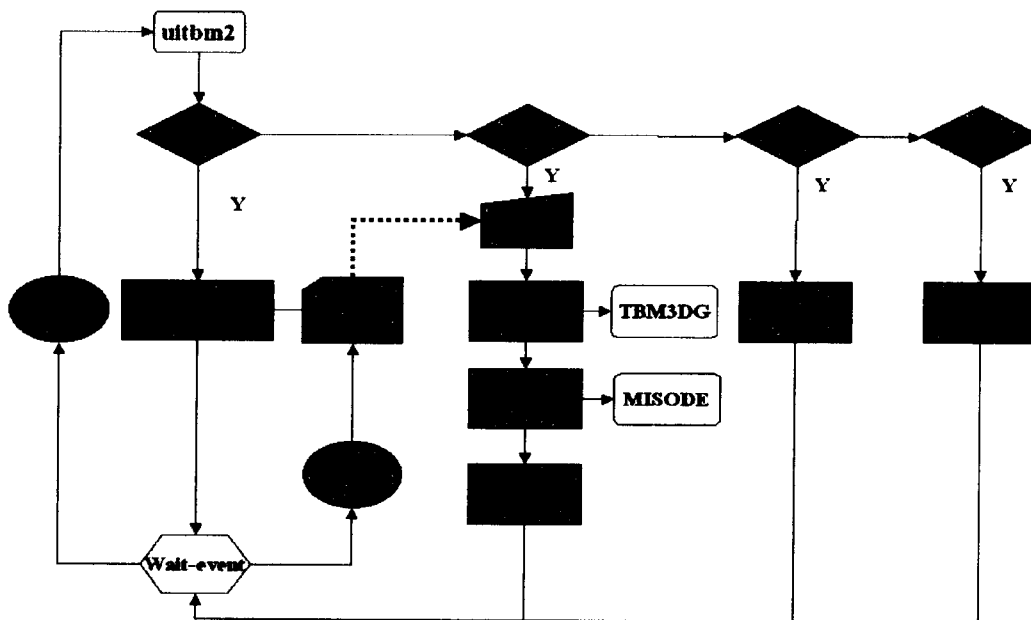 uitbm2
Y
Y
Y
Y
TBM3DG
MISODE
Wait-event